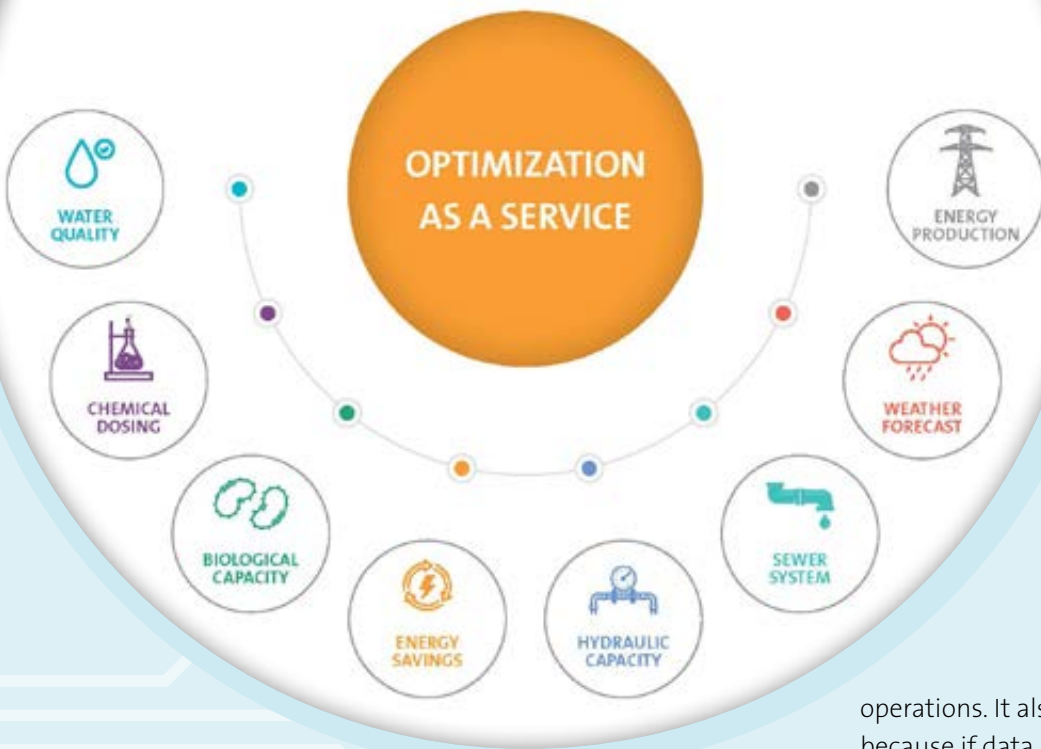 OPTIMIZATION
AS A SERVICE
WATER
QUALITY
CHEMICAL
DOSING
BIOLOGICAL
CAPACITY
ENERGY
SAVINGS
HYDRAULIC
CAPACITY
SEWER
SYSTEM
WEATHER
FORECAST
ENERGY
PRODUCTION
operations. It als
because if data